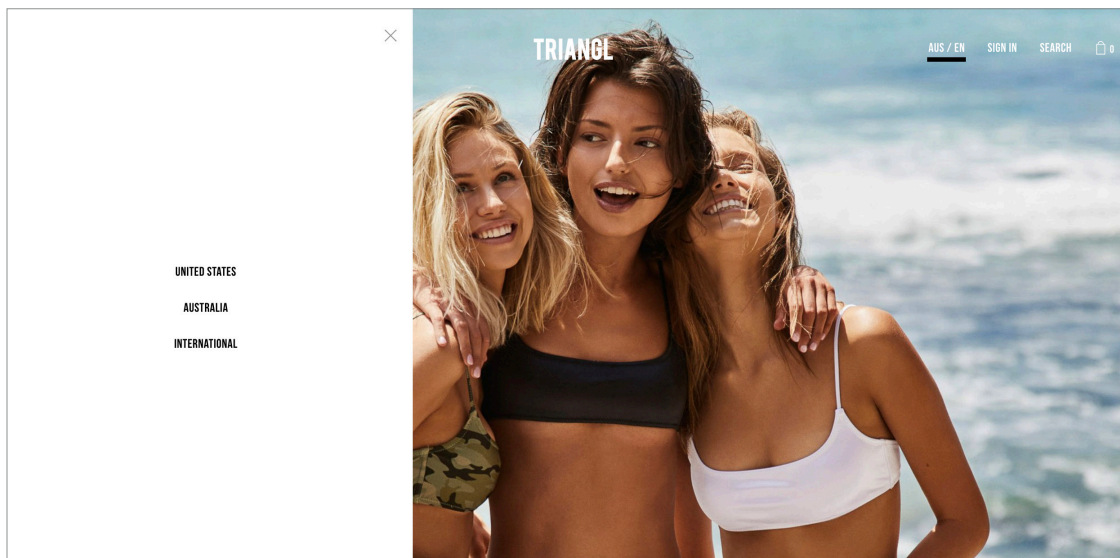 TRIANGL
AUS / EN
SIGN IN
SEARCH
0
UNITED STATES
AUSTRALIA
INTERNATIONAL